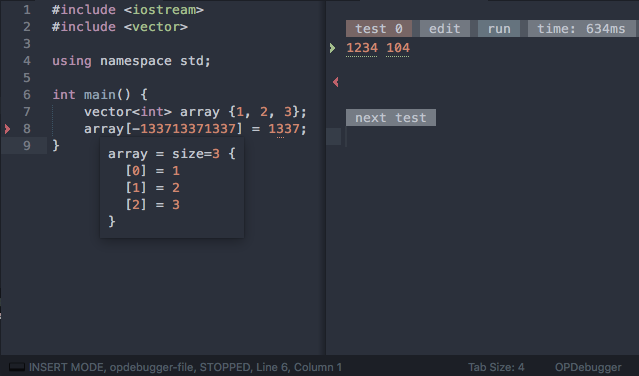 1 #include <iostream>
2 #include <vector>
3
4 using namespace std;
5
6 int main() {
7 vector<int> array {1, 2, 3};
8 array[-133713371337] = 1337;
9 }
array = size=3 {
[0] = 1
[1] = 2
[2] = 3
}
test 0 edit run time: 634ms
1234 104
next test
INSERT MODE, opdebugger-file, STOPPED, Line 6, Column 1 Tab Size: 4 OPDebugger